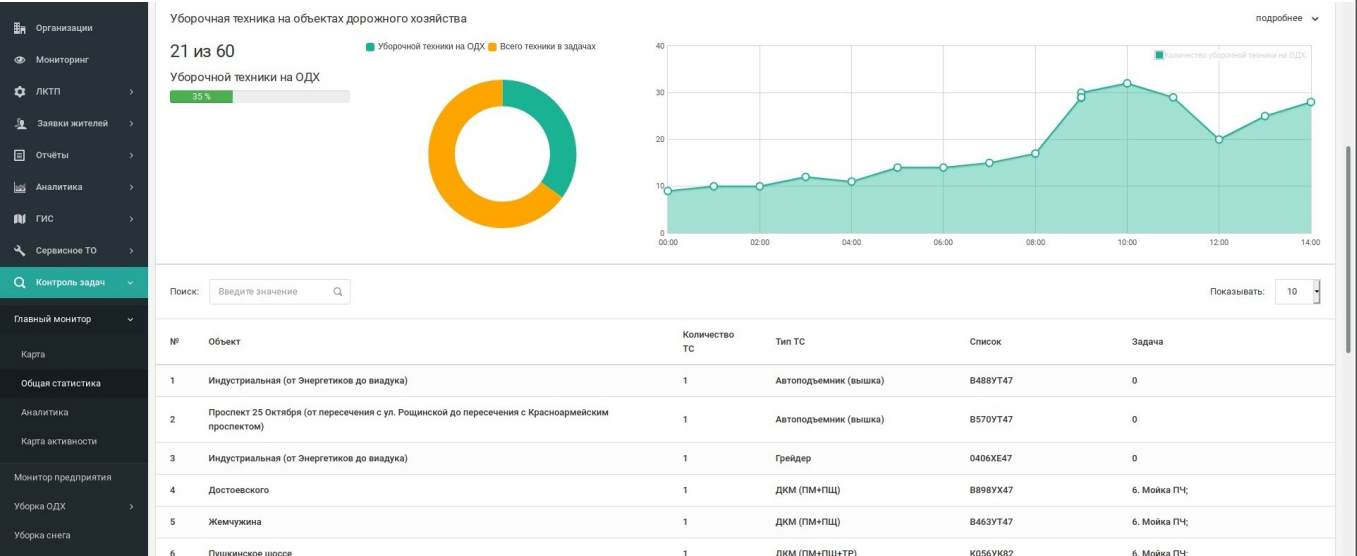 Организации
Мониторинг
ЛКТП
Заявки жителей
Отчёты
Аналитика
ГИС
Сервисное ТО
Контроль задач
Главный монитор
Карта
Общая статистика
Аналитика
Карта активности
Монитор предприятия
Уборка ОДХ
Уборка снега
Уборочная техника на объектах дорожного хозяйства
подробнее
21 из 60
Уборочной техники на ОДХ
35 %
Уборочной техники на ОДХ Всего техники в задачах
Количество уборочной техники на ОДХ
40
30
20
10
0
00:00 02:00 04:00 06:00 08:00 10:00 12:00 14:00
Поиск: Введите значение
Показывать: 10
№ Объект Количество ТС Тип ТС Список Задача
1 Индустриальная (от Энергетиков до виадука) 1 Автоподъемник (вышка) В488УТ47 0
2 Проспект 25 Октября (от пересечения с ул. Рощинской до пересечения с Красноармейским
проспектом) 1 Автоподъемник (вышка) В570УТ47 0
3 Индустриальная (от Энергетиков до виадука) 1 Грейдер 0406ХЕ47 0
4 Достоевского 1 ДКМ (ПМ+ПЩ) В898УХ47 6. Мойка ПЧ;
5 Жемчужина 1 ДКМ (ПМ+ПЩ) В463УТ47 6. Мойка ПЧ;
6 Пушкинское шоссе 1 ДКМ (ПМ+ПЩ+ТР) К056УК82 6. Мойка ПЧ;